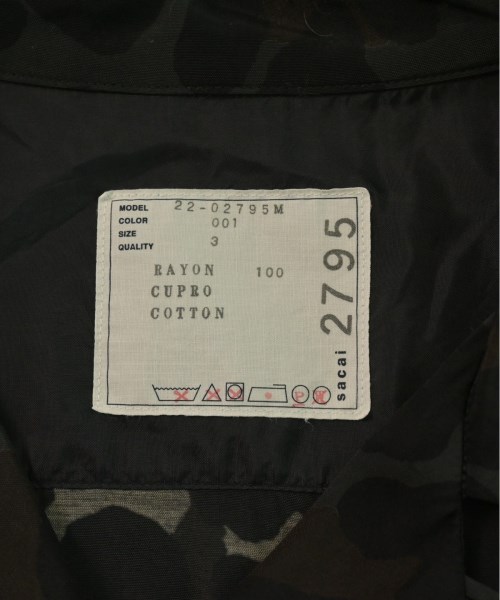 MODEL 22-02795M
COLOR 001
SIZE 3
QUALITY
RAYON 100
CUPRO
COTTON
P
sacai 2795